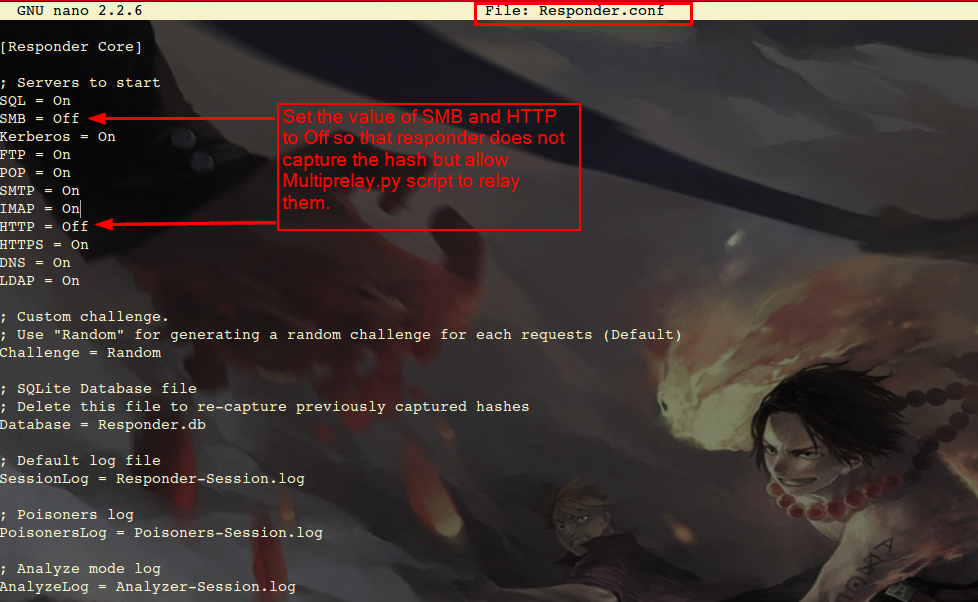 GNU nano 2.2.6 File: Responder.conf
[Responder Core]
; Servers to start
SQL = On
SMB = Off
Kerberos = On
FTP = On
POP = On
SMTP = On
IMAP = On
HTTP = Off
HTTPS = On
DNS = On
LDAP = On
Set the value of SMB and HTTP
to Off so that responder does not
capture the hash but allow
Multiprelay.py script to relay
them.
; Custom challenge.
; Use "Random" for generating a random challenge for each requests (Default)
Challenge = Random
; SQLite Database file
; Delete this file to re-capture previously captured hashes
Database = Responder.db
; Default log file
SessionLog = Responder-Session.log
; Poisoners log
PoisonersLog = Poisoners-Session.log
; Analyze mode log
AnalyzeLog = Analyzer-Session.log